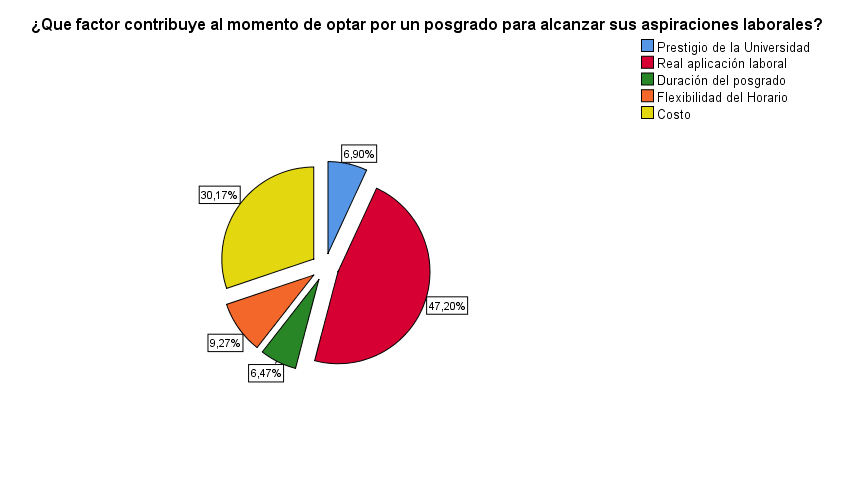 ¿Que factor contribuye al momento de optar por un posgrado para alcanzar sus aspiraciones laborales?
Prestigio de la Universidad
Real aplicación laboral
Duración del posgrado
Flexibilidad del Horario
Costo
6,90%
30,17%
47,20%
9,27%
6,47%